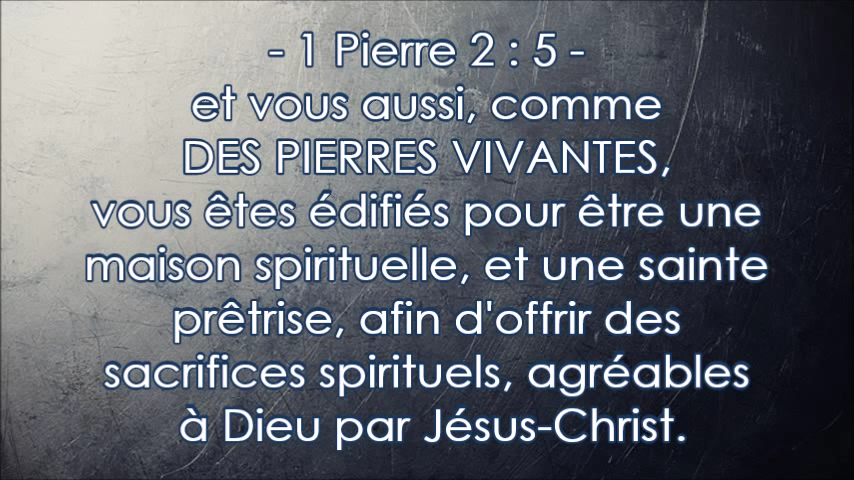 - 1 Pierre 2 : 5 -
et vous aussi, comme
DES PIERRES VIVANTES,
vous êtes édifiés pour être une
maison spirituelle, et une sainte
prêtrise, afin d'offrir des
sacrifices spirituels, agréables
à Dieu par Jésus-Christ.